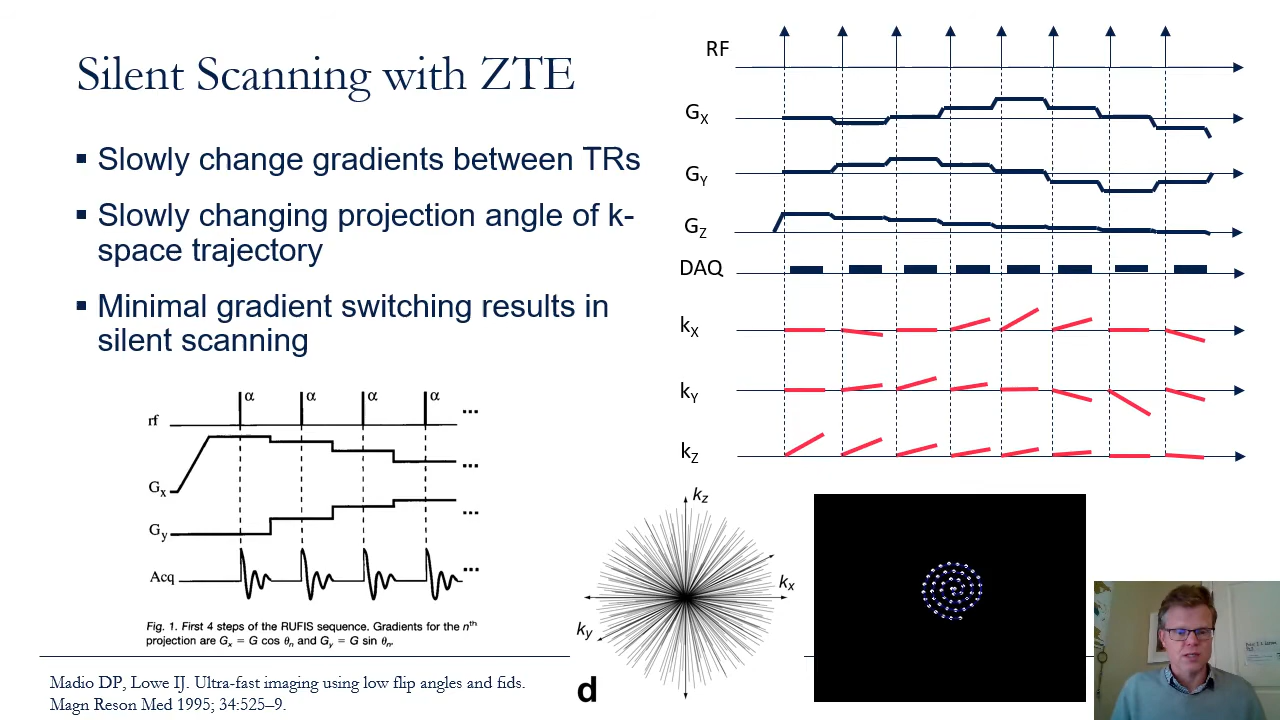 Silent Scanning with ZTE
▪ Slowly change gradients between TRs
▪ Slowly changing projection angle of k-
space trajectory
▪ Minimal gradient switching results in
silent scanning
rf
α α α α ...
Gx
...
Gy
...
Acq
...
Fig. 1. First 4 steps of the RUFIS sequence. Gradients for the nth
projection are Gx = G cos θn and Gy = G sin θn.
Madio DP, Lowe IJ. Ultra-fast imaging using low flip angles and fids.
Magn Reson Med 1995; 34:525–9.
RF
GX
GY
GZ
DAQ
kX
kY
kZ
kz
kx
ky
d